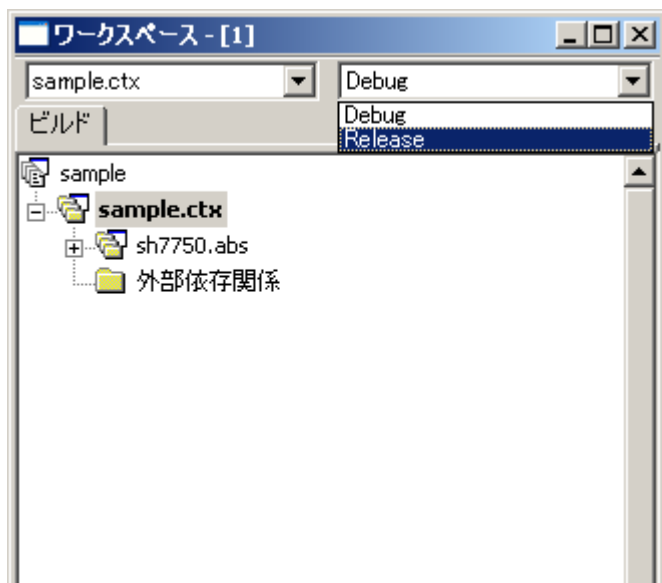 ワークスペース - [1]
sample.ctx
Debug
ビルド
Debug
Release
sample
sample.ctx
sh7750.abs
外部依存関係